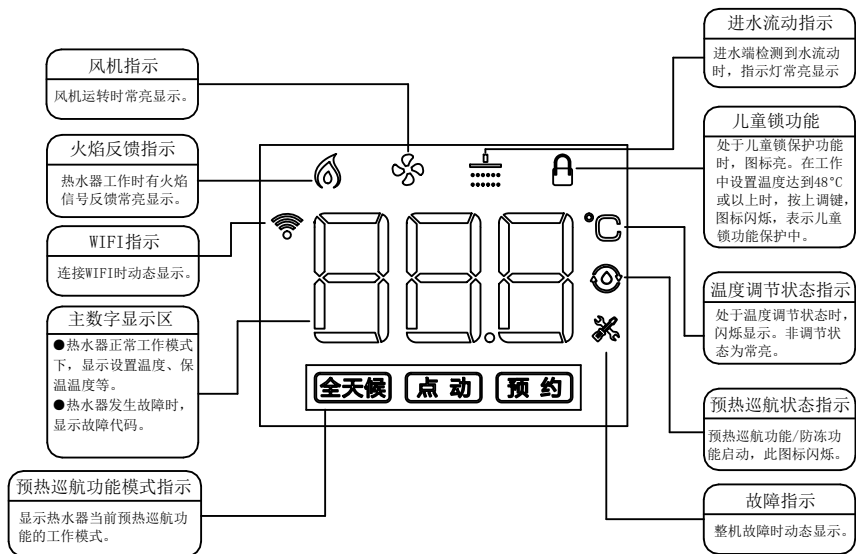 风机指示
风机运转时常亮显示。
火焰反馈指示
热水器工作时有火焰
信号反馈常亮显示。
WIFI指示
连接WIFI时动态显示。
主数字显示区
●热水器正常工作模式
下，显示设置温度、保
温温度等。
●热水器发生故障时，
显示故障代码。
预热巡航功能模式指示
显示热水器当前预热巡航功
能的工作模式。
℃
全天候 点动 预约
进水流动指示
进水端检测到水流动
时，指示灯常亮显示
儿童锁功能
处于儿童锁保护功能
时，图标亮。在工作
中设置温度达到48°C
或以上时，按上调键，
图标闪烁，表示儿童
锁功能保护中。
温度调节状态指示
处于温度调节状态时，
闪烁显示。非调节状
态为常亮。
预热巡航状态指示
预热巡航功能/防冻功
能启动，此图标闪烁。
故障指示
整机故障时动态显示。